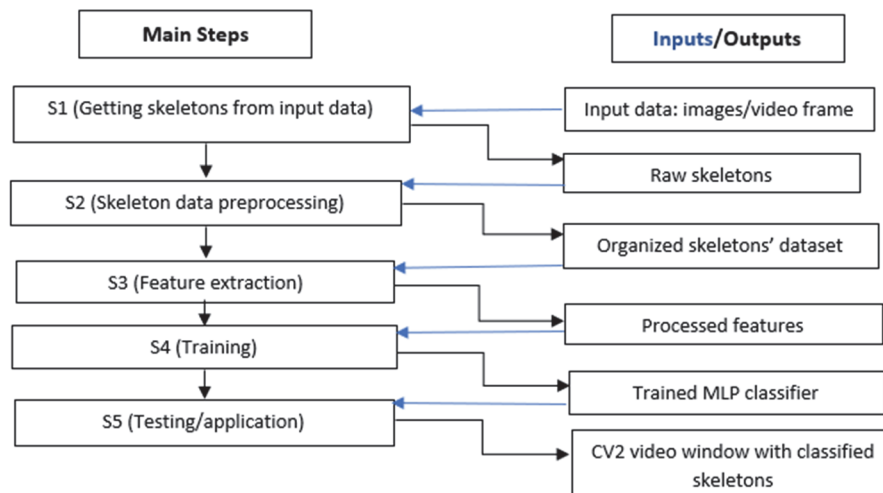 Main Steps
Inputs/Outputs
S1 (Getting skeletons from input data)
Input data: images/video frame
Raw skeletons
S2 (Skeleton data preprocessing)
Organized skeletons’ dataset
S3 (Feature extraction)
Processed features
S4 (Training)
Trained MLP classifier
S5 (Testing/application)
CV2 video window with classified
skeletons